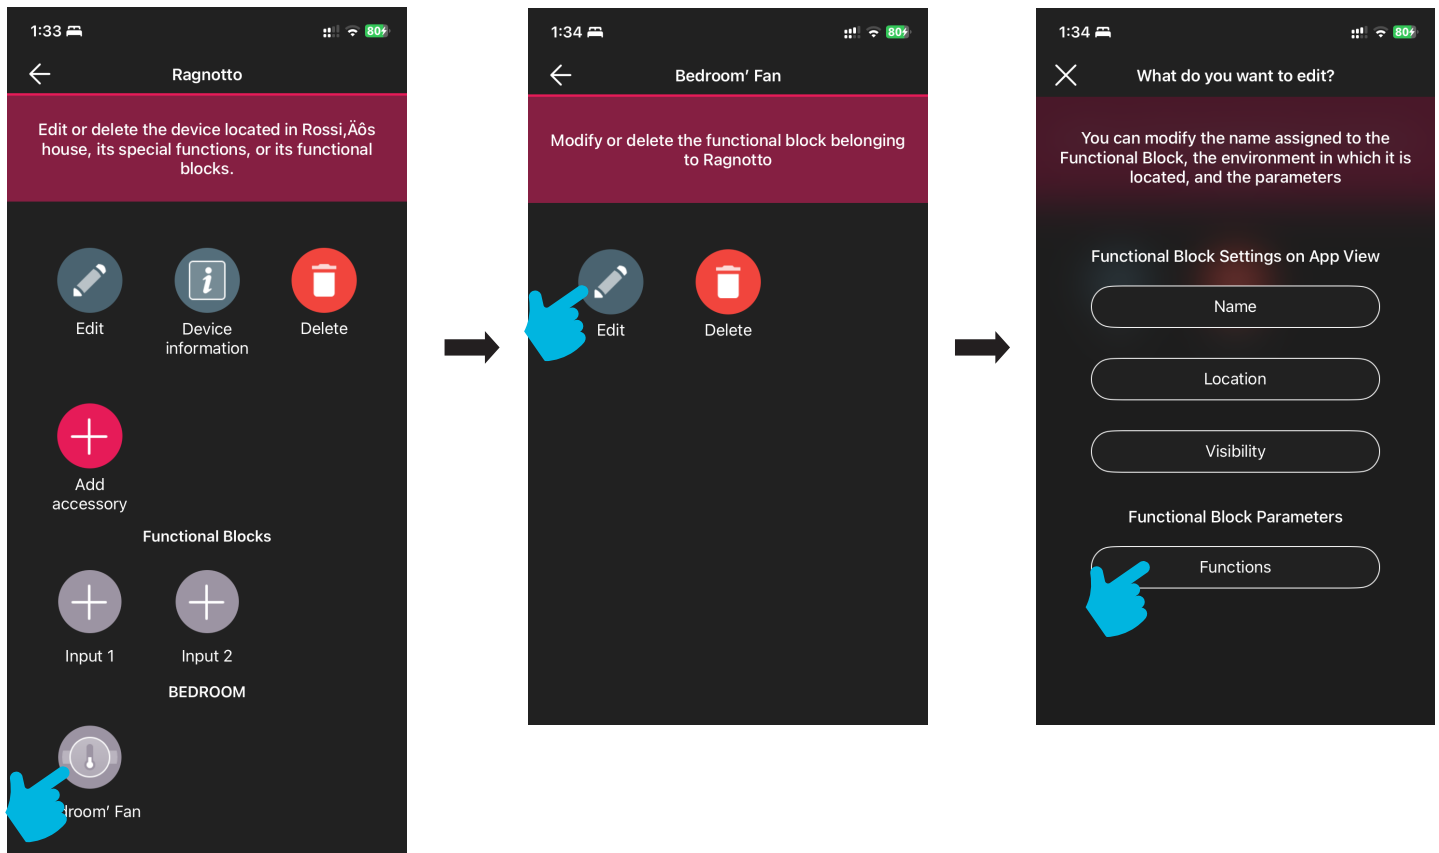 1:33
80
Ragnotto
Edit or delete the device located in Rossi‚Äôs
house, its special functions, or its functional
blocks.
Edit
Device
information
Delete
Add
accessory
Functional Blocks
Input 1
Input 2
BEDROOM
droom’ Fan
1:34
80
Bedroom’ Fan
Modify or delete the functional block belonging
to Ragnotto
Edit
Delete
1:34
80
What do you want to edit?
You can modify the name assigned to the
Functional Block, the environment in which it is
located, and the parameters
Functional Block Settings on App View
Name
Location
Visibility
Functional Block Parameters
Functions